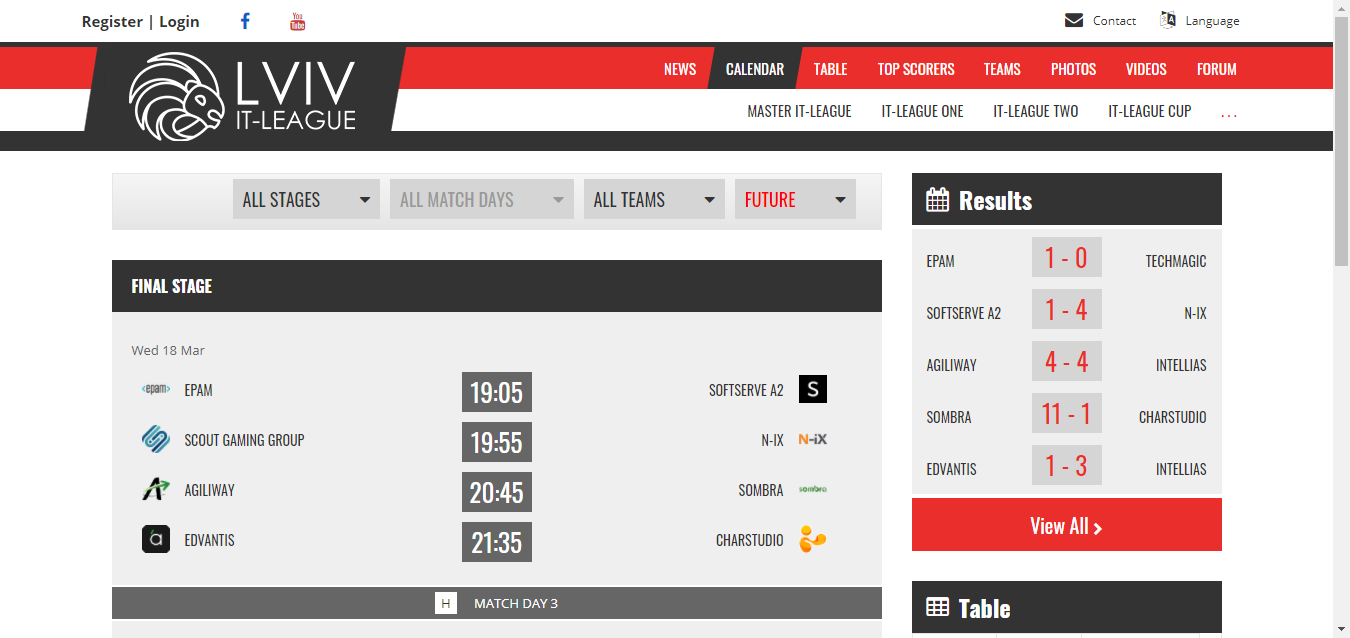 Register | Login
You Tube
Contact
Language
LVIV
IT-LEAGUE
NEWS CALENDAR TABLE TOP SCORERS TEAMS PHOTOS VIDEOS FORUM
MASTER IT-LEAGUE IT-LEAGUE ONE IT-LEAGUE TWO IT-LEAGUE CUP ...
ALL STAGES ALL MATCH DAYS ALL TEAMS FUTURE
FINAL STAGE
Wed 18 Mar
<epam> EPAM 19:05 SOFTSERVE A2 S
SCOUT GAMING GROUP 19:55 N-IX N-iX
AGILIWAY 20:45 SOMBRA sombra
a EDVANTIS 21:35 CHARSTUDIO
H MATCH DAY 3
Results
EPAM 1 - 0 TECHMAGIC
SOFTSERVE A2 1 - 4 N-IX
AGILIWAY 4 - 4 INTELLIAS
SOMBRA 11 - 1 CHARSTUDIO
EDVANTIS 1 - 3 INTELLIAS
View All
Table